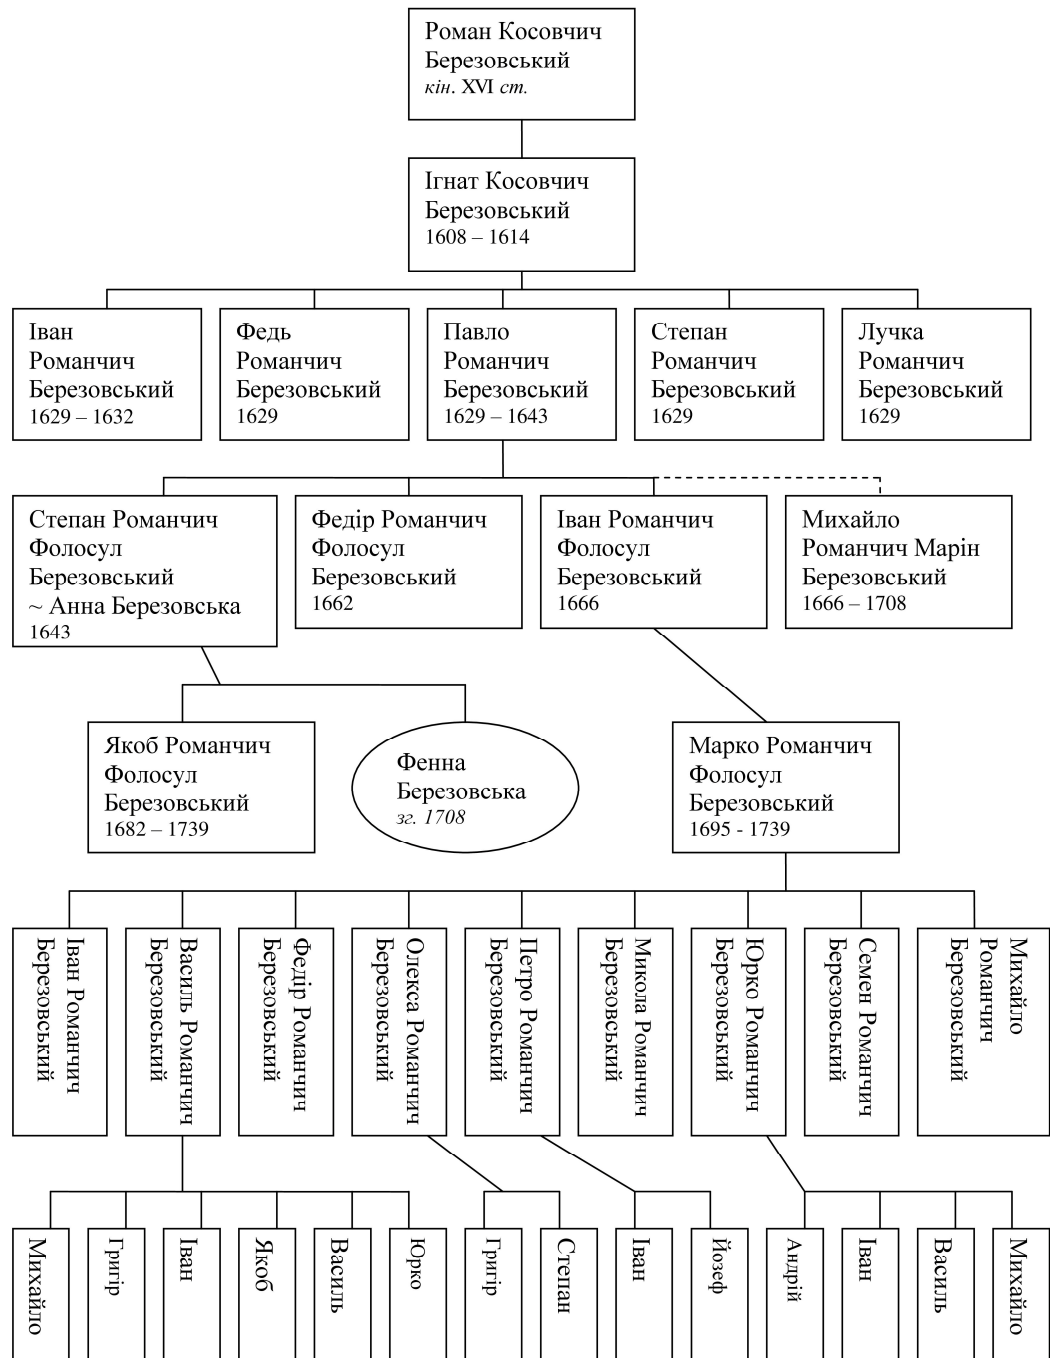 Роман Косовчич
Березовський
кін. XVI ст.
Ігнат Косовчич
Березовський
1608 – 1614
Іван
Романчич
Березовський
1629 – 1632
Федь
Романчич
Березовський
1629
Павло
Романчич
Березовський
1629 – 1643
Степан
Романчич
Березовський
1629
Лучка
Романчич
Березовський
1629
Степан Романчич
Фолосул
Березовський
~ Анна Березовська
1643
Федір Романчич
Фолосул
Березовський
1662
Іван Романчич
Фолосул
Березовський
1666
Михайло
Романчич Марін
Березовський
1666 – 1708
Якоб Романчич
Фолосул
Березовський
1682 – 1739
Фенна
Березовська
зг. 1708
Марко Романчич
Фолосул
Березовський
1695 - 1739
Іван Романчич
Березовський
Василь Романчич
Березовський
Федір Романчич
Березовський
Олекса Романчич
Березовський
Петро Романчич
Березовський
Микола Романчич
Березовський
Юрко Романчич
Березовський
Семен Романчич
Березовський
Михайло
Романчич
Березовський
Михайло
Григір
Іван
Якоб
Василь
Юрко
Григір
Степан
Іван
Йозеф
Андрій
Іван
Василь
Михайло